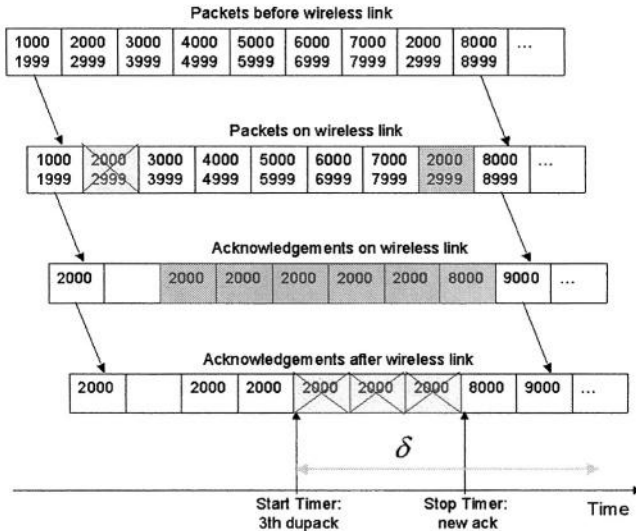 Packets before wireless link
1000 2000 3000 4000 5000 6000 7000 2000 8000 ...
1999 2999 3999 4999 5999 6999 7999 2999 8999
Packets on wireless link
1000 2000 3000 4000 5000 6000 7000 2000 8000 ...
1999 2999 3999 4999 5999 6999 7999 2999 8999
Acknowledgements on wireless link
2000 2000 2000 2000 2000 2000 8000 9000 ...
Acknowledgements after wireless link
2000 2000 2000 2000 2000 2000 8000 9000 ...
δ
Start Timer:
3th dupack
Stop Timer:
new ack
Time